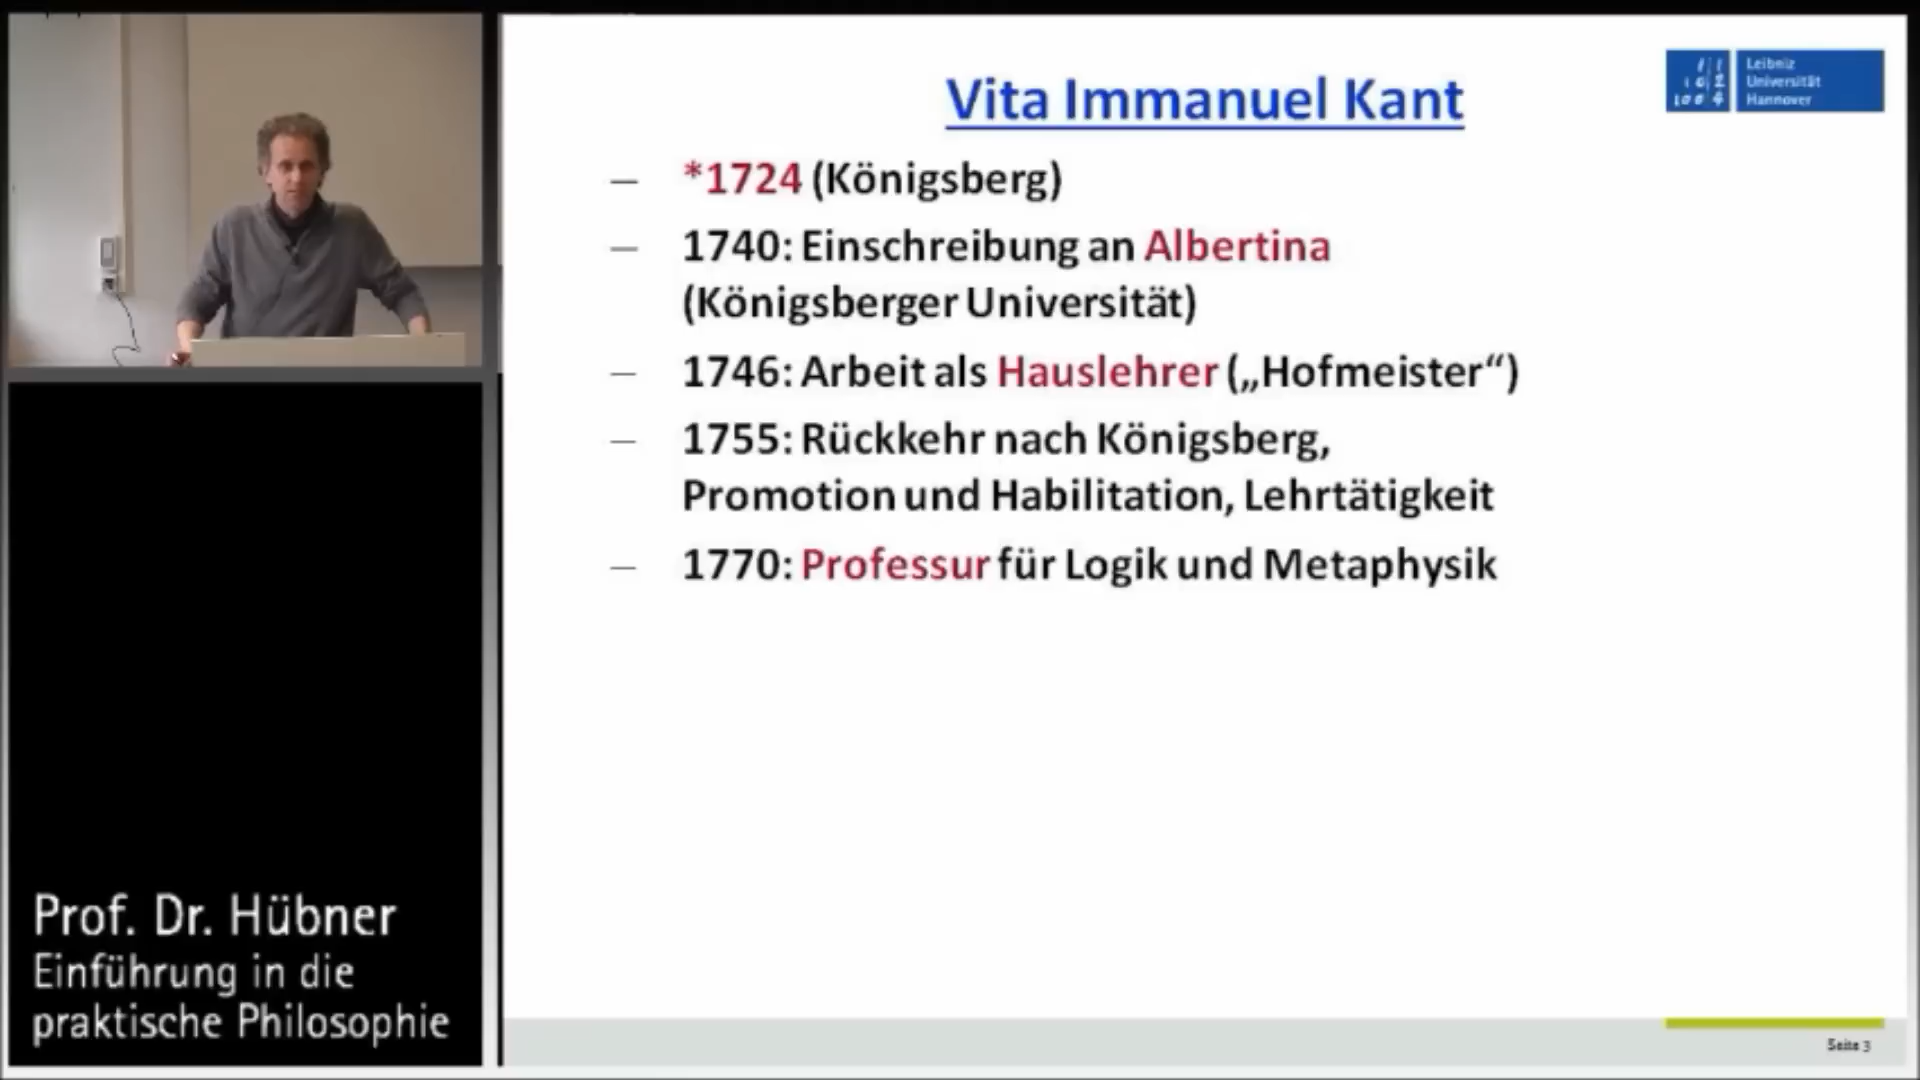 Vita Immanuel Kant
Leibniz
Universität
Hannover
– *1724 (Königsberg)
– 1740: Einschreibung an Albertina
(Königsberger Universität)
– 1746: Arbeit als Hauslehrer („Hofmeister“)
– 1755: Rückkehr nach Königsberg,
Promotion und Habilitation, Lehrtätigkeit
– 1770: Professur für Logik und Metaphysik
Prof. Dr. Hübner
Einführung in die
praktische Philosophie
Seite 3